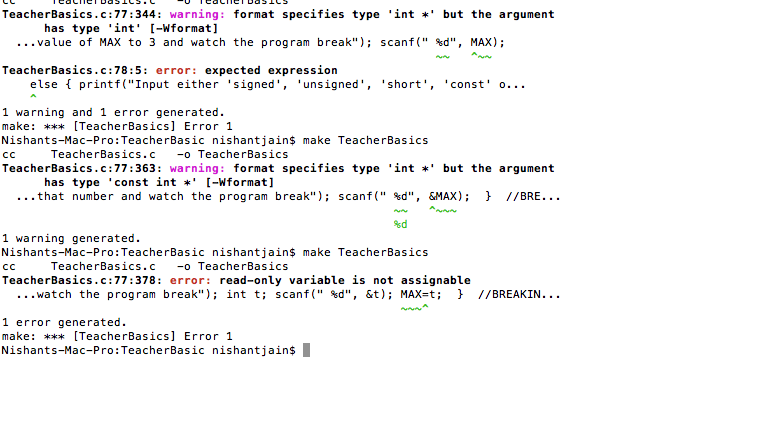 cc     TeacherBasics.c   -o TeacherBasics
TeacherBasics.c:77:344: warning: format specifies type 'int *' but the argument
      has type 'int' [-Wformat]
  ...value of MAX to 3 and watch the program break"); scanf(" %d", MAX);
                                                              ~~   ^~~
TeacherBasics.c:78:5: error: expected expression
    else { printf("Input either 'signed', 'unsigned', 'short', 'const' o...
    ^
1 warning and 1 error generated.
make: *** [TeacherBasics] Error 1
Nishants-Mac-Pro:TeacherBasic nishantjain$ make TeacherBasics
cc     TeacherBasics.c   -o TeacherBasics
TeacherBasics.c:77:363: warning: format specifies type 'int *' but the argument
      has type 'const int *' [-Wformat]
  ...that number and watch the program break"); scanf(" %d", &MAX);  }  //BRE...
                                                        ~~   ^~~~
                                                        %d
1 warning generated.
Nishants-Mac-Pro:TeacherBasic nishantjain$ make TeacherBasics
cc     TeacherBasics.c   -o TeacherBasics
TeacherBasics.c:77:378: error: read-only variable is not assignable
  ...watch the program break"); int t; scanf(" %d", &t); MAX=t;  }  //BREAKIN...
                                                         ~~~^
1 error generated.
make: *** [TeacherBasics] Error 1
Nishants-Mac-Pro:TeacherBasic nishantjain$